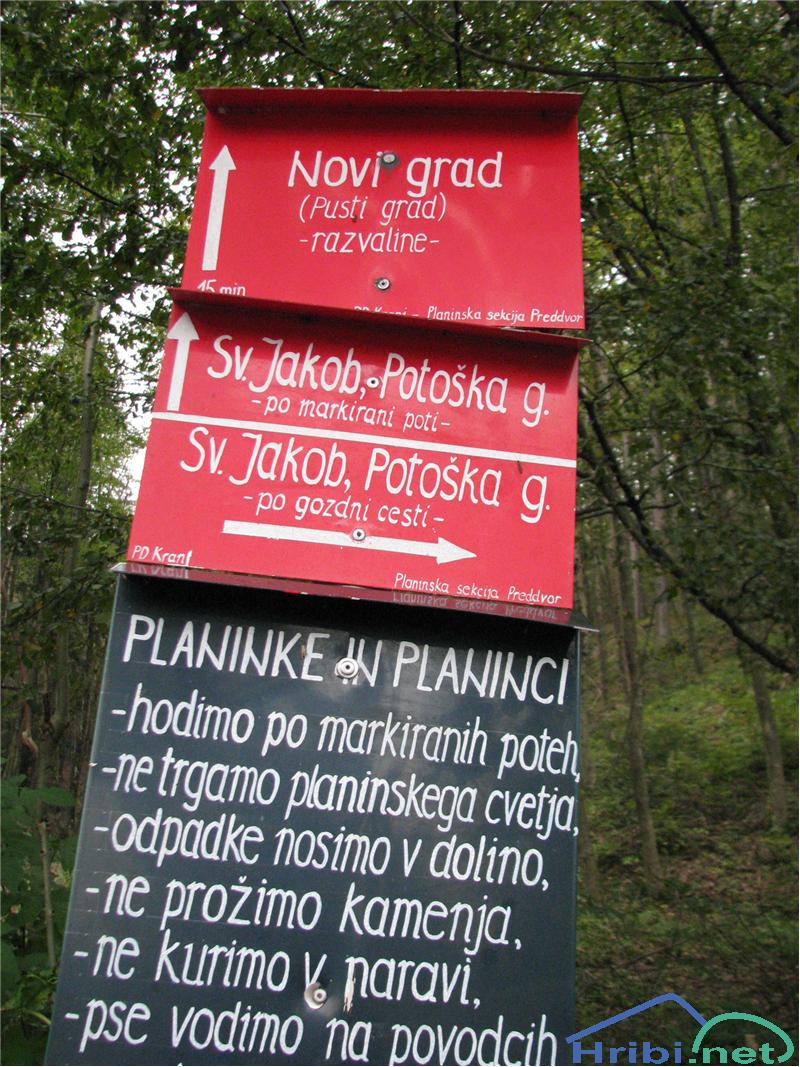 Novi grad
(Pusti grad)
-razvaline-
15 min
PD Kranj - Planinska sekcija Preddvor
Sv. Jakob, Potoška g.
-po markirani poti-
Sv. Jakob, Potoška g.
-po gozdni cesti-
PD Kranj
Planinska sekcija Preddvor
PLANINKE IN PLANINCI
-hodimo po markiranih poteh,
-ne trgamo planinskega cvetja,
-odpadke nosimo v dolino,
-ne prožimo kamenja,
-ne kurimo v naravi,
-pse vodimo na povodcih
Hribi.net